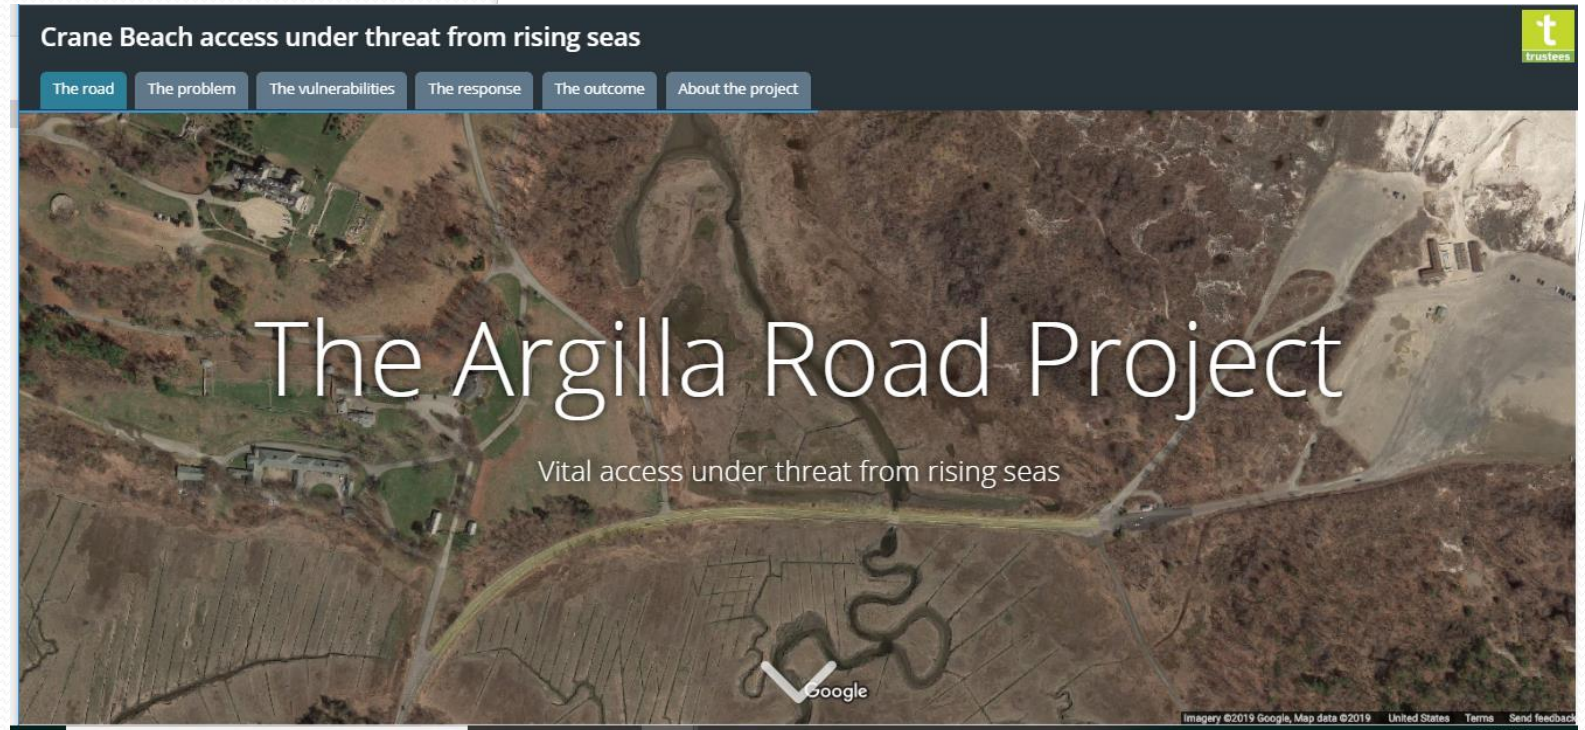 Crane Beach access under threat from rising seas
t
trustees
The road
The problem
The vulnerabilities
The response
The outcome
About the project
The Argilla Road Project
Vital access under threat from rising seas
Google
Imagery ©2019 Google, Map data ©2019 United States Terms Send feedback